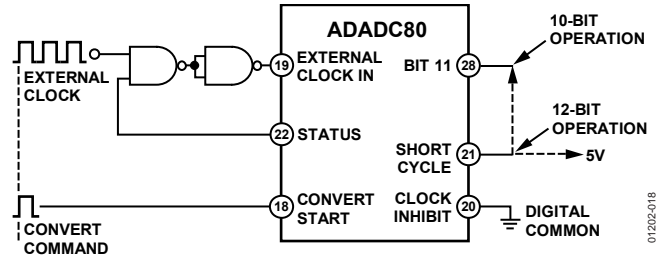 ADADC80
10-BIT
OPERATION
19
EXTERNAL
CLOCK IN
BIT 11
28
EXTERNAL
CLOCK
12-BIT
OPERATION
22
STATUS
SHORT
CYCLE
21
5V
18
CONVERT
START
CLOCK
INHIBIT
20
DIGITAL
COMMON
CONVERT
COMMAND
01202-018